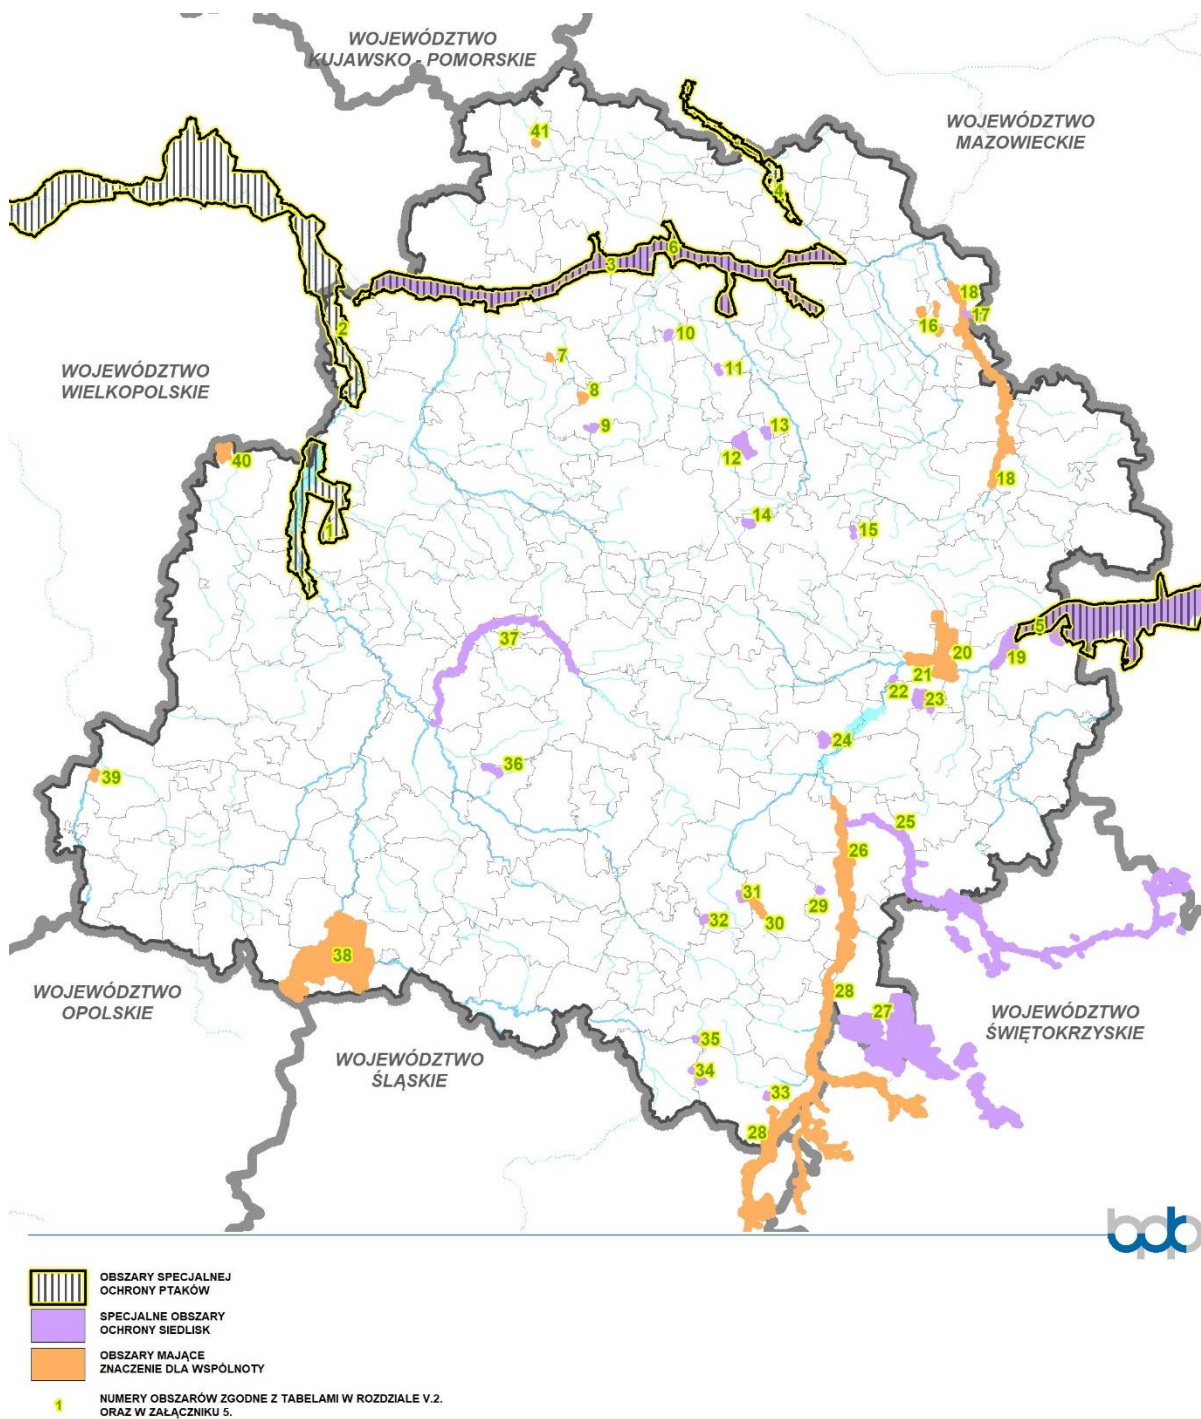 WOJEWÓDZTWO
KUJAWSKO - POMORSKIE
WOJEWÓDZTWO
MAZOWIECKIE
41
4
6
3
2
18
17
16
10
7
11
WOJEWÓDZTWO
WIELKOPOLSKIE
8
9
13
12
40
18
14
1
15
5
37
20
19
21
22
23
24
36
39
25
26
31
29
32
30
38
28
27
WOJEWÓDZTWO
OPOLSKIE
WOJEWÓDZTWO
ŚWIĘTOKRZYSKIE
35
WOJEWÓDZTWO
ŚLĄSKIE
34
33
28
bpp
OBSZARY SPECJALNEJ
OCHRONY PTAKÓW
SPECJALNE OBSZARY
OCHRONY SIEDLISK
OBSZARY MAJĄCE
ZNACZENIE DLA WSPÓLNOTY
1
NUMERY OBSZARÓW ZGODNE Z TABELAMI W ROZDZIALE V.2.
ORAZ W ZAŁĄCZNIKU 5.